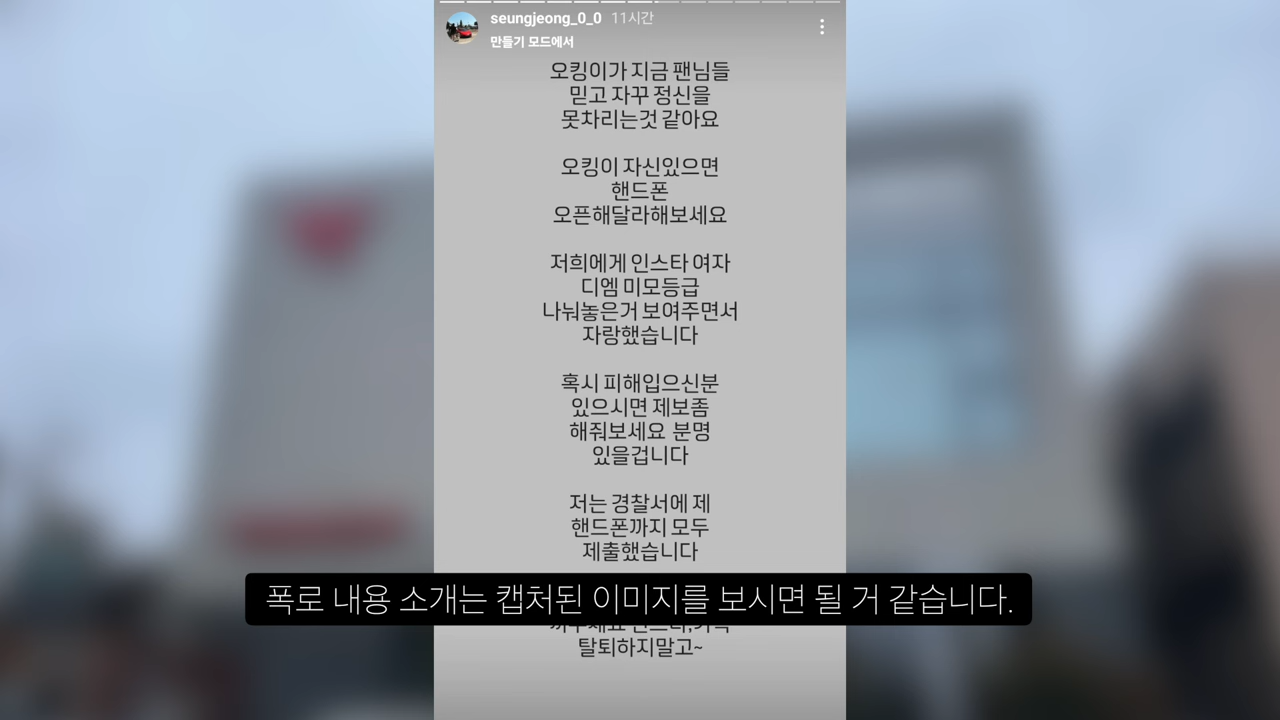 seungjeong_0_0 11시간
만들기 모드에서
오킹이가 지금 팬님들
믿고 자꾸 정신을
못차리는것 같아요
오킹이 자신있으면
핸드폰
오픈해달라해보세요
저희에게 인스타 여자
디엠 미모등급
나눠놓은거 보여주면서
자랑했습니다
혹시 피해입으신분
있으시면 제보좀
해줘보세요 분명
있을겁니다
저는 경찰서에 제
핸드폰까지 모두
제출했습니다
폭로 내용 소개는 캡처된 이미지를 보시면 될 거 같습니다.
탈퇴하지말고~